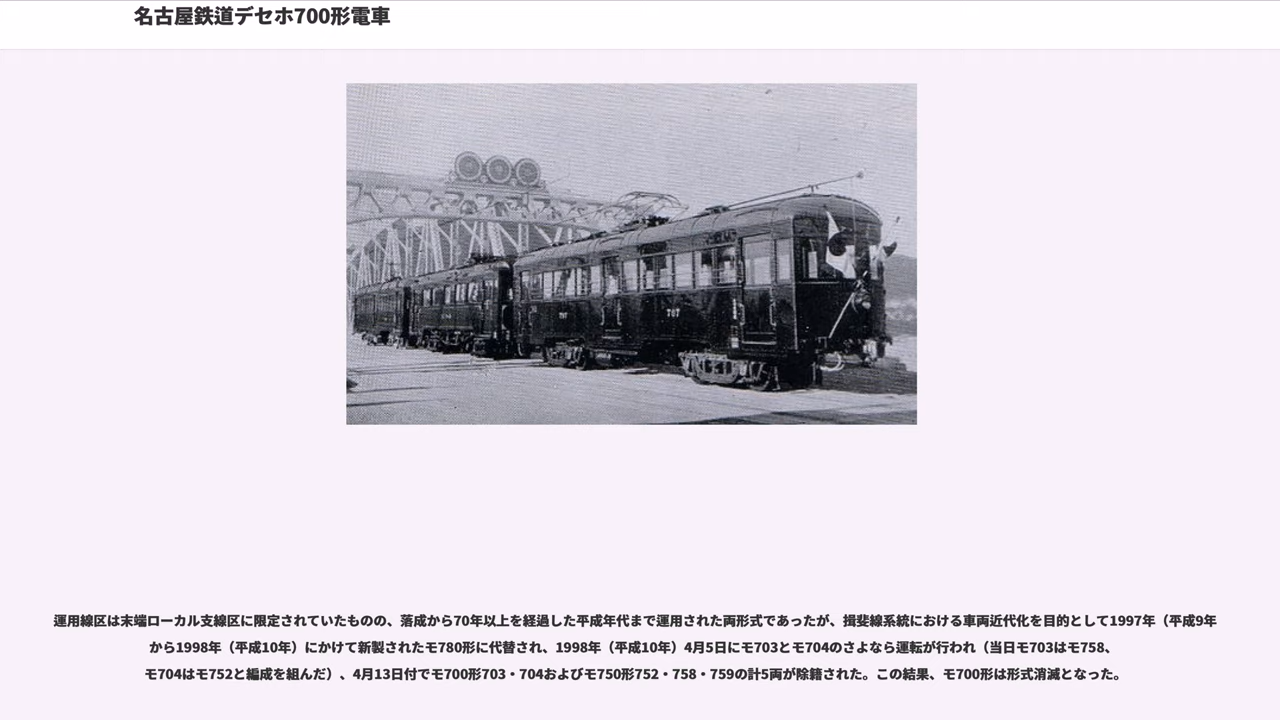 名古屋鉄道デセホ700形電車
707
運用線区は末端ローカル支線区に限定されていたものの、落成から70年以上を経過した平成年代まで運用された両形式であったが、揖斐線系統における車両近代化を目的として1997年（平成9年
から1998年（平成10年）にかけて新製されたモ780形に代替され、1998年（平成10年）4月5日にモ703とモ704のさよなら運転が行われ（当日モ703はモ758、
モ704はモ752と編成を組んだ）、4月13日付でモ700形703・704およびモ750形752・758・759の計5両が除籍された。この結果、モ700形は形式消滅となった。